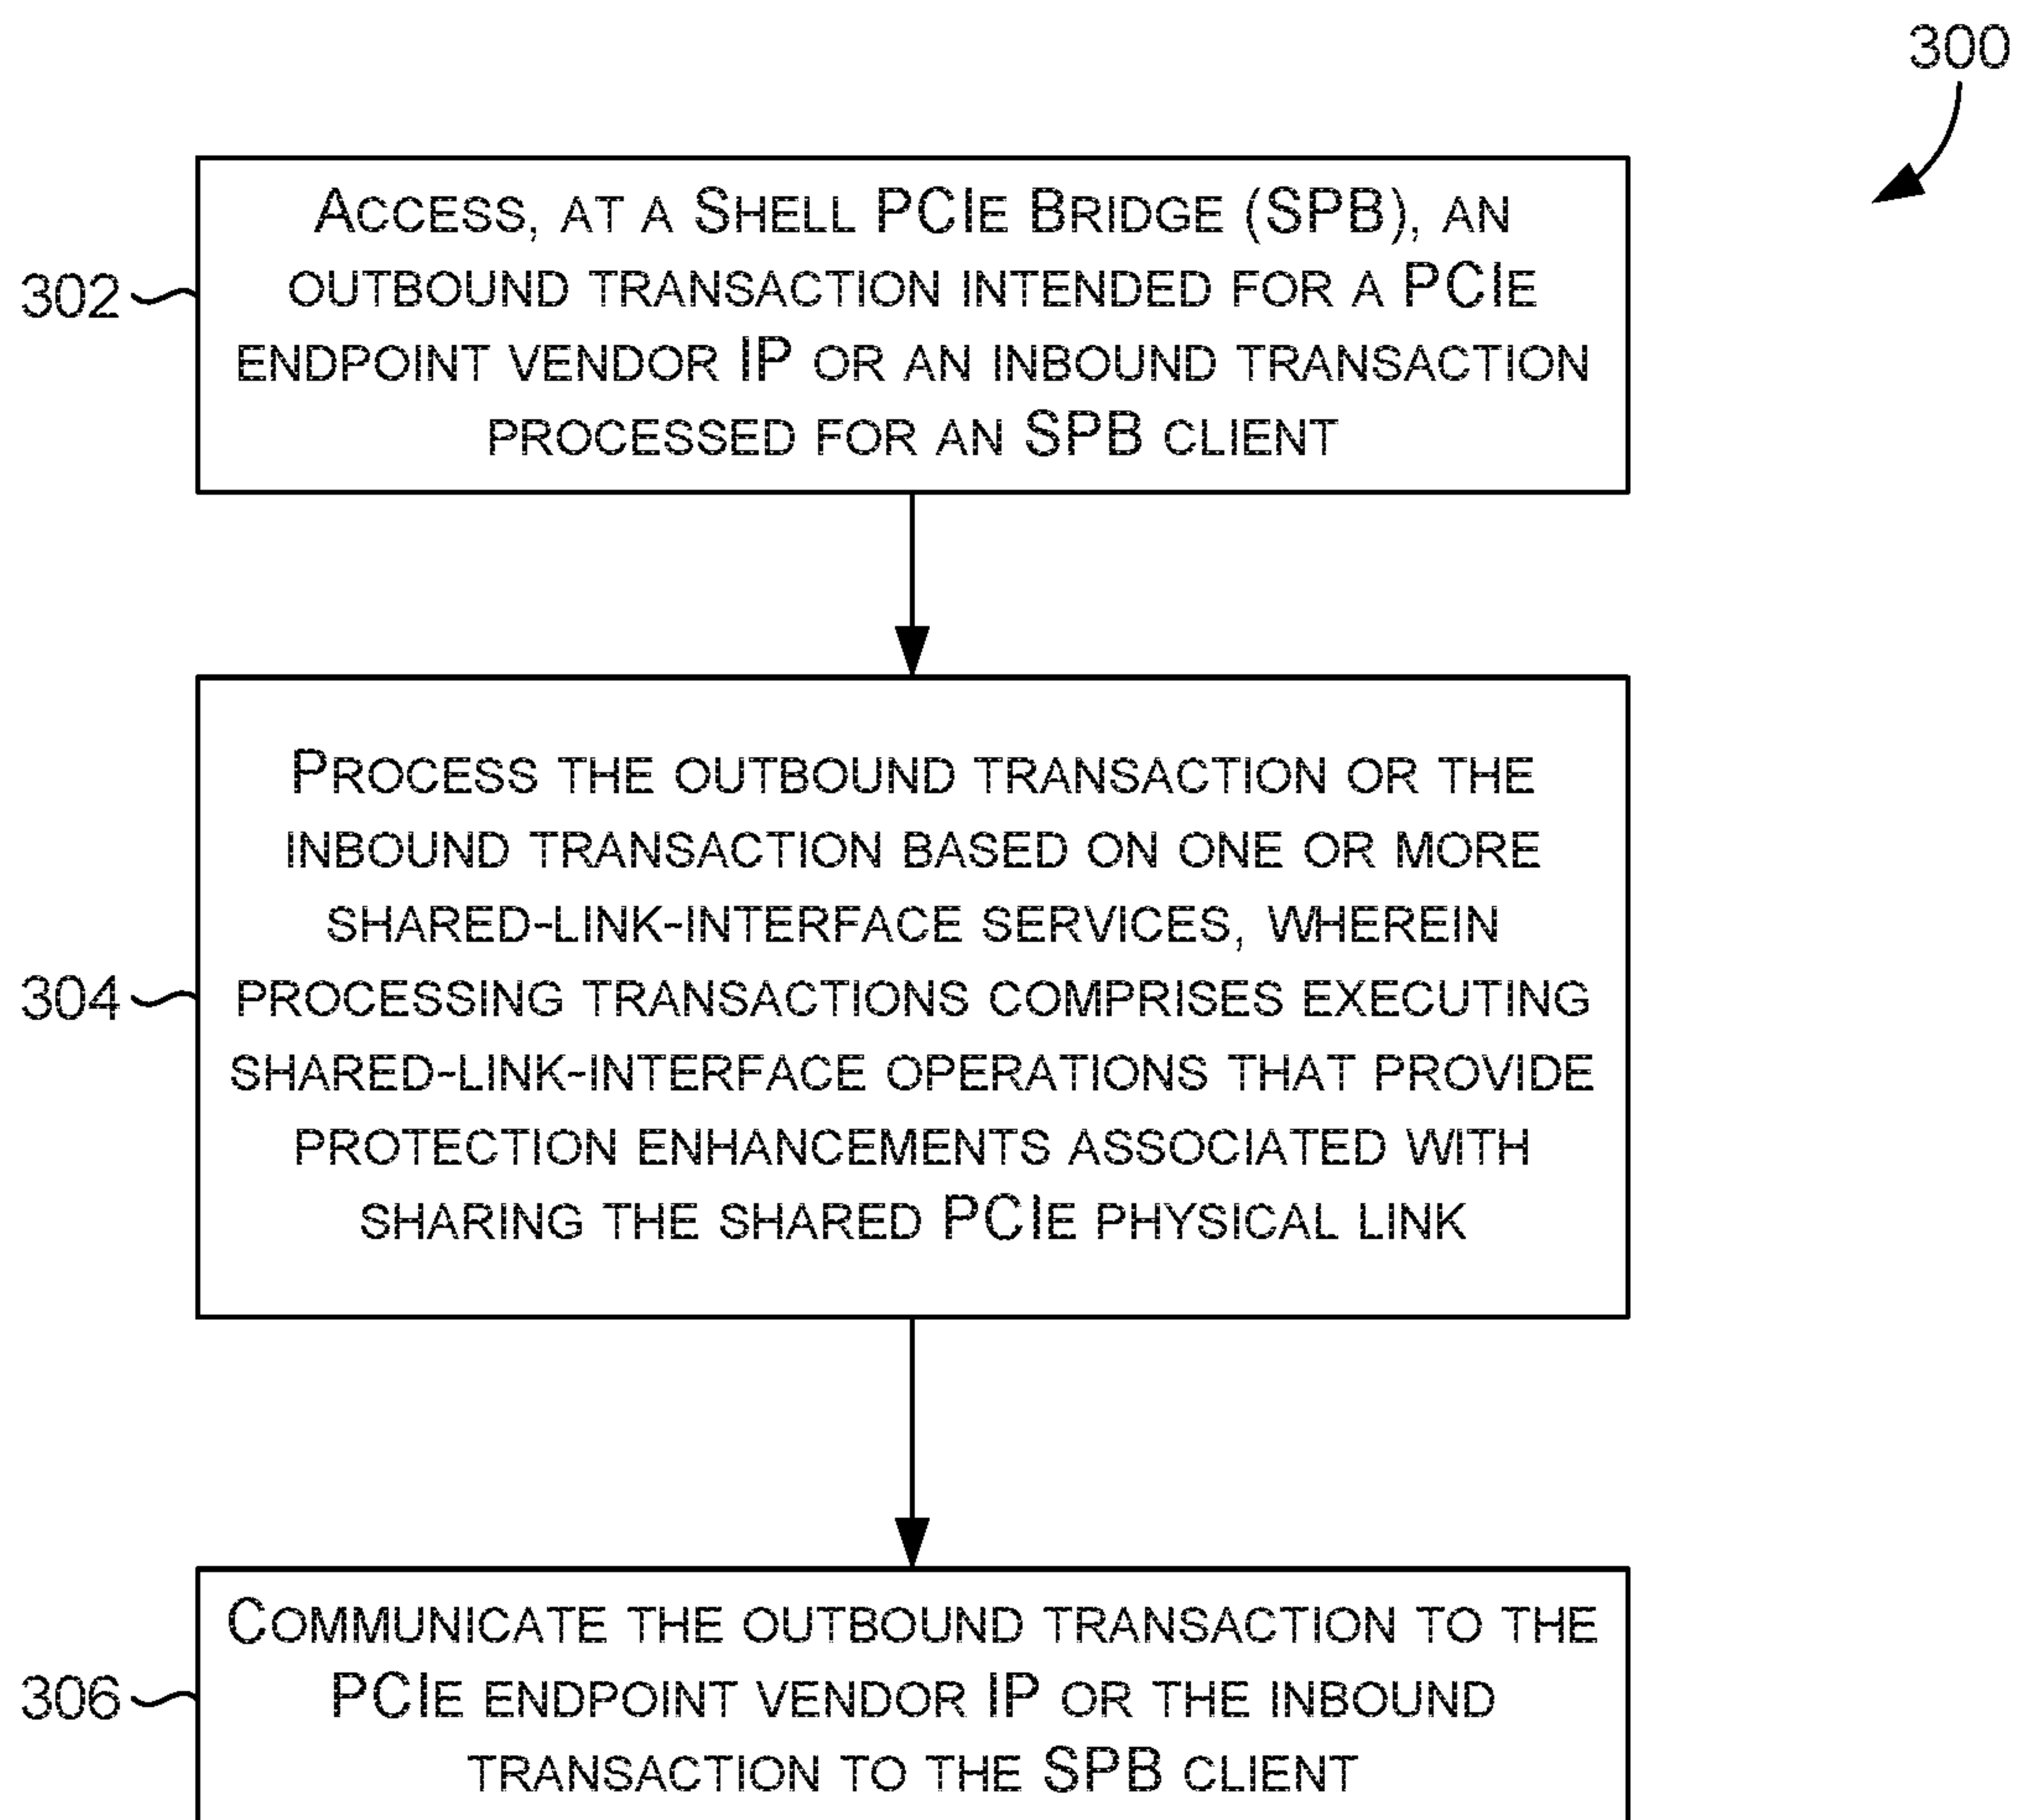 300
302
ACCESS, AT A SHELL PCIE BRIDGE (SPB), AN
OUTBOUND TRANSACTION INTENDED FOR A PCIE
ENDPOINT VENDOR IP OR AN INBOUND TRANSACTION
PROCESSED FOR AN SPB CLIENT
304
PROCESS THE OUTBOUND TRANSACTION OR THE
INBOUND TRANSACTION BASED ON ONE OR MORE
SHARED-LINK-INTERFACE SERVICES, WHEREIN
PROCESSING TRANSACTIONS COMPRISES EXECUTING
SHARED-LINK-INTERFACE OPERATIONS THAT PROVIDE
PROTECTION ENHANCEMENTS ASSOCIATED WITH
SHARING THE SHARED PCIE PHYSICAL LINK
306
COMMUNICATE THE OUTBOUND TRANSACTION TO THE
PCIE ENDPOINT VENDOR IP OR THE INBOUND
TRANSACTION TO THE SPB CLIENT